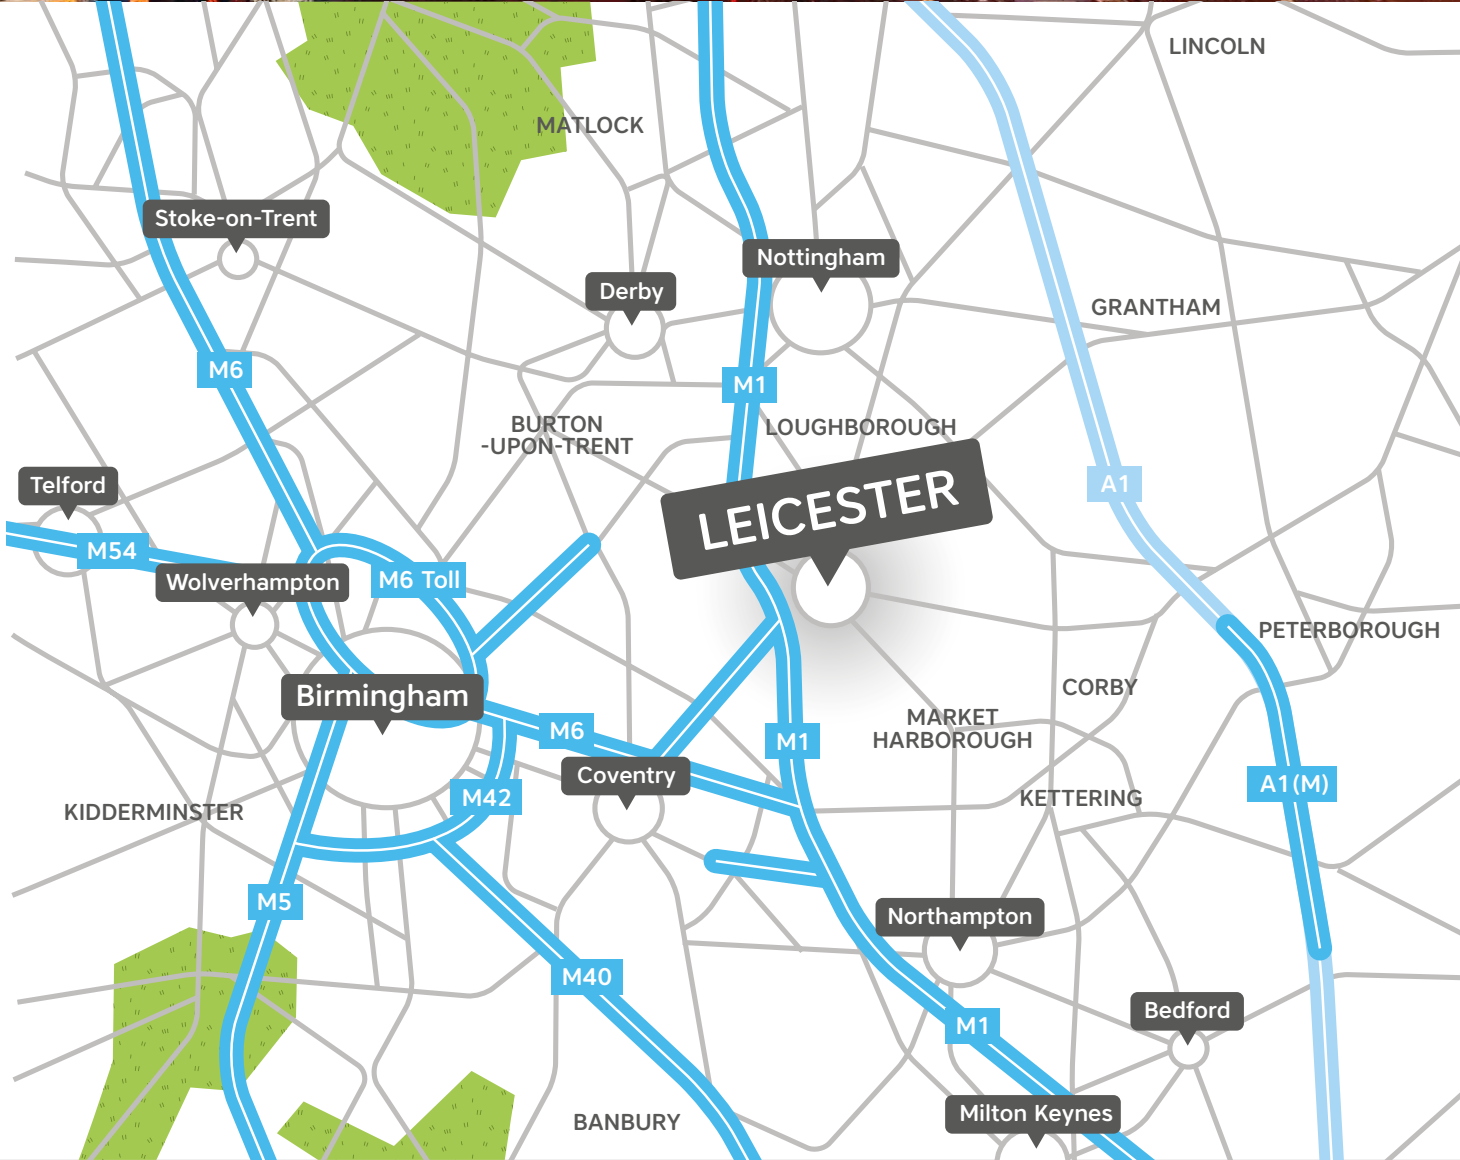 LINCOLN
MATLOCK
Stoke-on-Trent
Nottingham
Derby
GRANTHAM
M6
M1
BURTON
-UPON-TRENT
LOUGHBOROUGH
Telford
A1
LEICESTER
M54
Wolverhampton
M6 Toll
PETERBOROUGH
CORBY
Birmingham
MARKET
HARBOROUGH
M6
M1
Coventry
A1(M)
M42
KETTERING
KIDDERMINSTER
M5
Northampton
M40
Bedford
M1
Milton Keynes
BANBURY